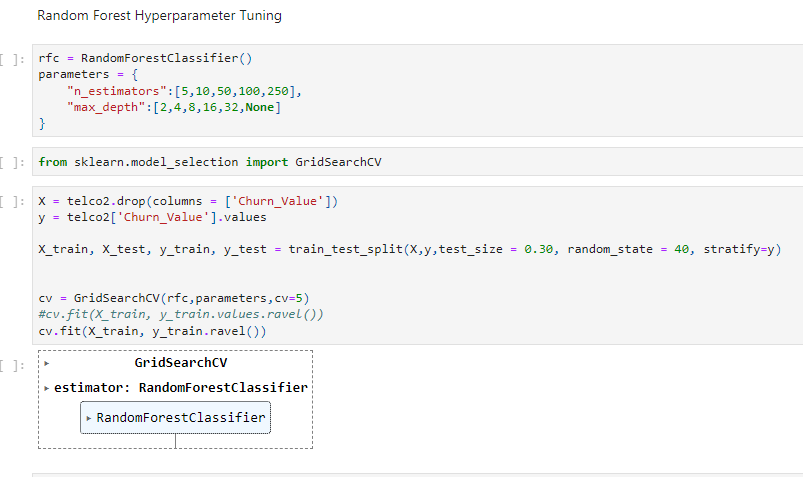 Random Forest Hyperparameter Tuning
[ ]:
rfc = RandomForestClassifier()
parameters = {
    "n_estimators":[5,10,50,100,250],
    "max_depth":[2,4,8,16,32,None]
}
[ ]:
from sklearn.model_selection import GridSearchCV
[ ]:
X = telco2.drop(columns = ['Churn_Value'])
y = telco2['Churn_Value'].values
X_train, X_test, y_train, y_test = train_test_split(X,y,test_size = 0.30, random_state = 40, stratify=y)
cv = GridSearchCV(rfc,parameters,cv=5)
#cv.fit(X_train, y_train.values.ravel())
cv.fit(X_train, y_train.ravel())
[ ]:
▸ GridSearchCV
▸ estimator: RandomForestClassifier
▸ RandomForestClassifier